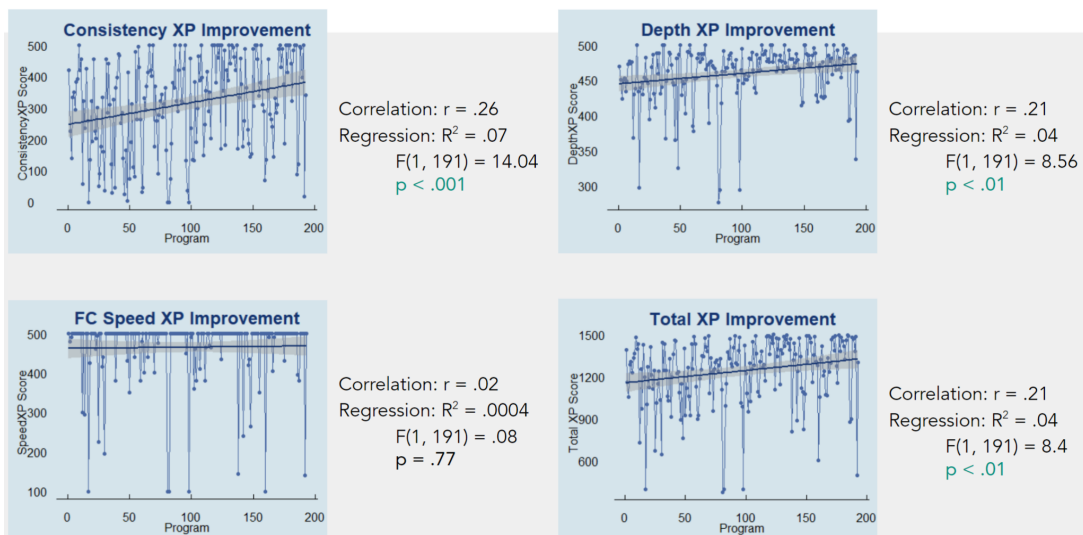 Consistency XP Improvement
ConsistencyXP Score
500
400
300
200
100
0
0 50 100 150 200
Program
Correlation: r = .26
Regression: R² = .07
F(1, 191) = 14.04
p < .001
Depth XP Improvement
DepthXP Score
500
450
400
350
300
0 50 100 150 200
Program
Correlation: r = .21
Regression: R² = .04
F(1, 191) = 8.56
p < .01
FC Speed XP Improvement
SpeedXP Score
500
400
300
200
100
0 50 100 150 200
Program
Correlation: r = .02
Regression: R² = .0004
F(1, 191) = .08
p = .77
Total XP Improvement
Total XP Score
1500
1200
900
600
0 50 100 150 200
Program
Correlation: r = .21
Regression: R² = .04
F(1, 191) = 8.4
p < .01